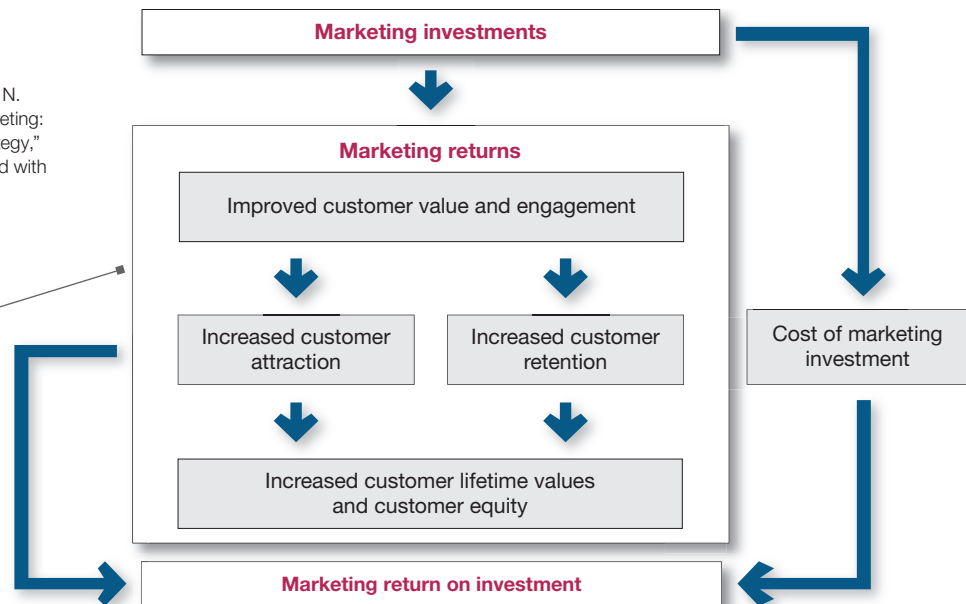 N.
eting:
tegy,"
d with
Marketing investments
Marketing returns
Improved customer value and engagement
Increased customer
attraction
Increased customer
retention
Cost of marketing
investment
Increased customer lifetime values
and customer equity
Marketing return on investment